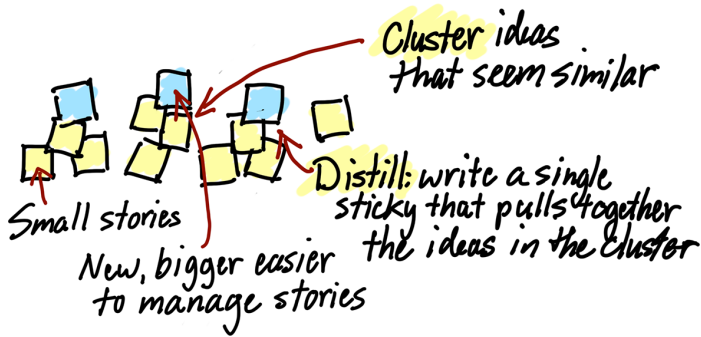 Cluster ideas
that seem similar
Distill: write a single
sticky that pulls together
the ideas in the cluster
Small stories
New, bigger easier
to manage stories